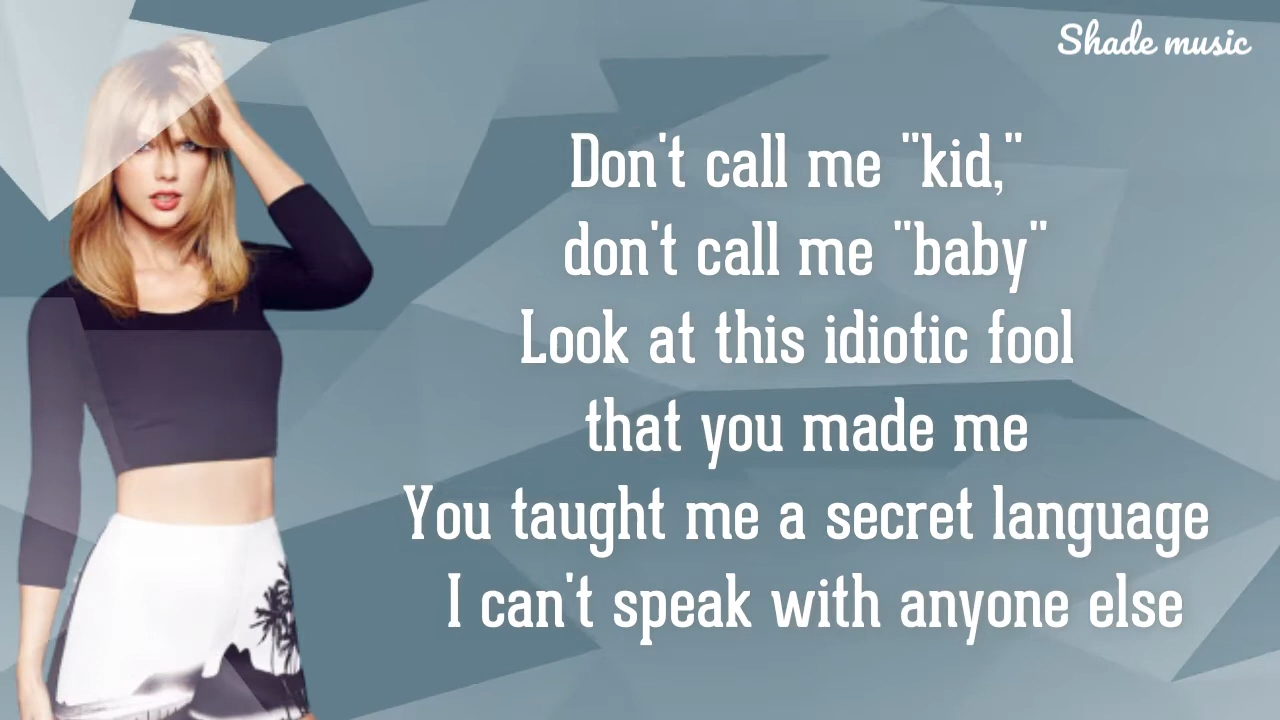 Shade music
Don't call me "kid,"
don't call me "baby"
Look at this idiotic fool
that you made me
You taught me a secret language
I can't speak with anyone else